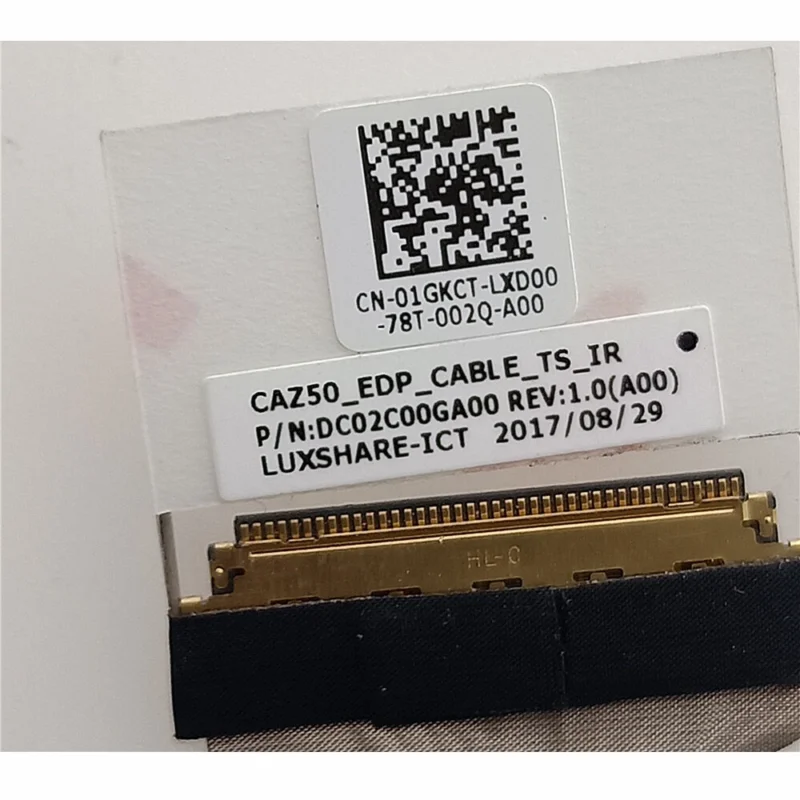 CN-01GKCT-LXD00
-78T-002Q-A00
CAZ50_EDP_CABLE_TS_IR
P/N:DC02C00GA00 REV:1.0(A00)
LUXSHARE-ICT 2017/08/29
HL-0